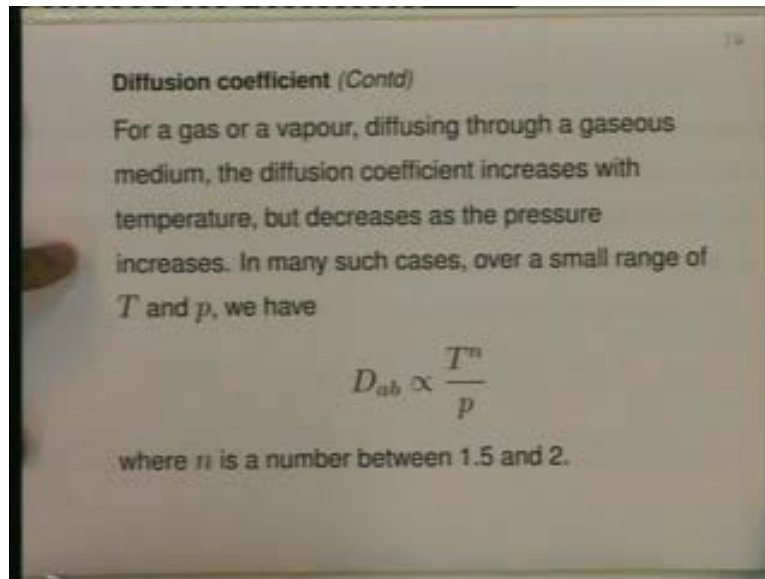 Diffusion coefficient (Contd)
For a gas or a vapour, diffusing through a gaseous
medium, the diffusion coefficient increases with
temperature, but decreases as the pressure
increases. In many such cases, over a small range of
T and p, we have
D_{ab} ∝ T^n / p
where n is a number between 1.5 and 2.